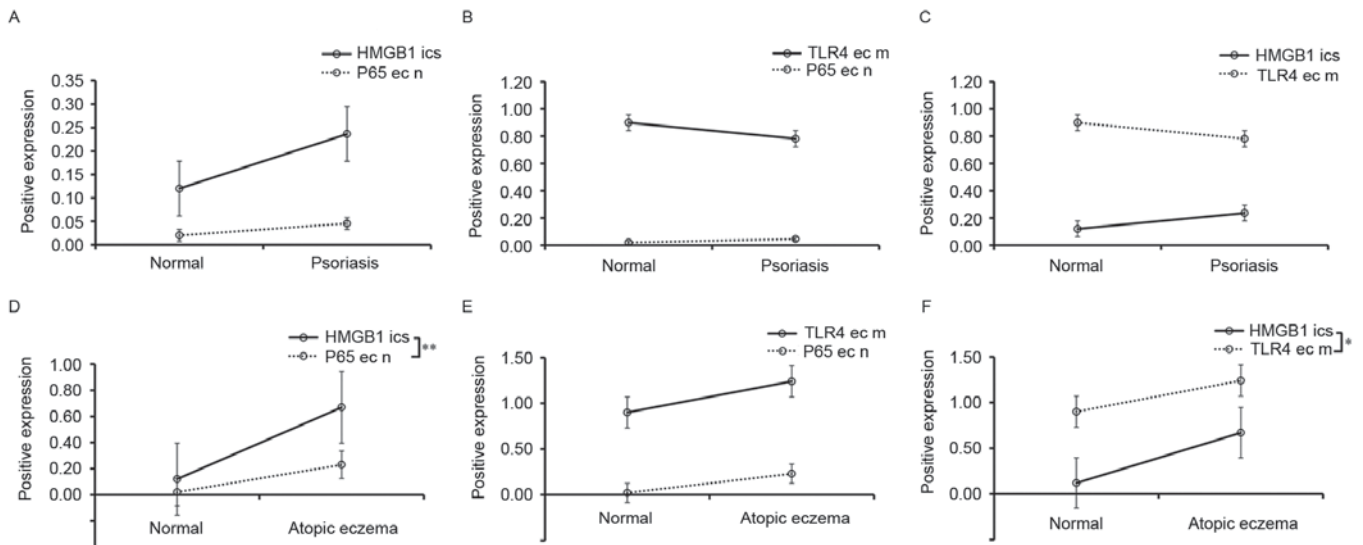 A
HMGB1 ics
P65 ec n
Positive expression
0.35
0.30
0.25
0.20
0.15
0.10
0.05
0.00
Normal
Psoriasis
B
TLR4 ec m
P65 ec n
Positive expression
1.20
1.00
0.80
0.60
0.40
0.20
0.00
Normal
Psoriasis
C
HMGB1 ics
TLR4 ec m
Positive expression
1.20
1.00
0.80
0.60
0.40
0.20
0.00
Normal
Psoriasis
D
HMGB1 ics
P65 ec n
**
Positive expression
1.00
0.80
0.60
0.40
0.20
0.00
Normal
Atopic eczema
E
TLR4 ec m
P65 ec n
Positive expression
1.50
1.00
0.50
0.00
Normal
Atopic eczema
F
HMGB1 ics
TLR4 ec m
*
Positive expression
1.50
1.00
0.50
0.00
Normal
Atopic eczema